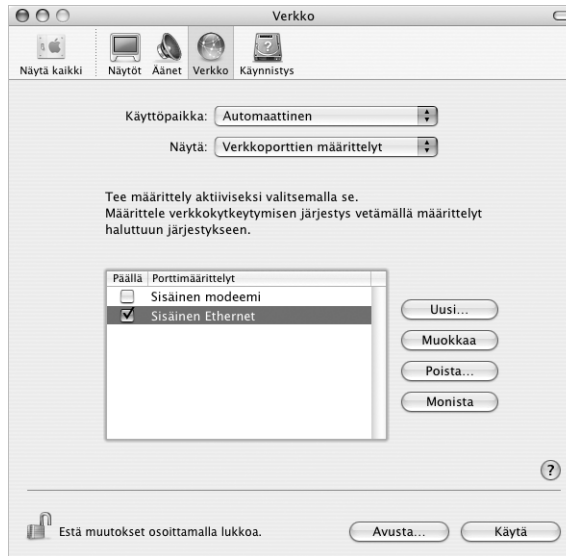 Verkko
Näytä kaikki Näytöt Äänet Verkko Käynnistys
Käyttöpaikka: Automaattinen
Näytä: Verkkoporttien määrittelyt
Tee määrittely aktiiviseksi valitsemalla se.
Määrittele verkkokytkeytymisen järjestys vetämällä määrittelyt
haluttuun järjestykseen.
Päällä Porttimäärittelyt
Sisäinen modeemi
Sisäinen Ethernet
Uusi...
Muokkaa
Poista...
Monista
?
Estä muutokset osoittamalla lukkoa. Avusta... Käytä